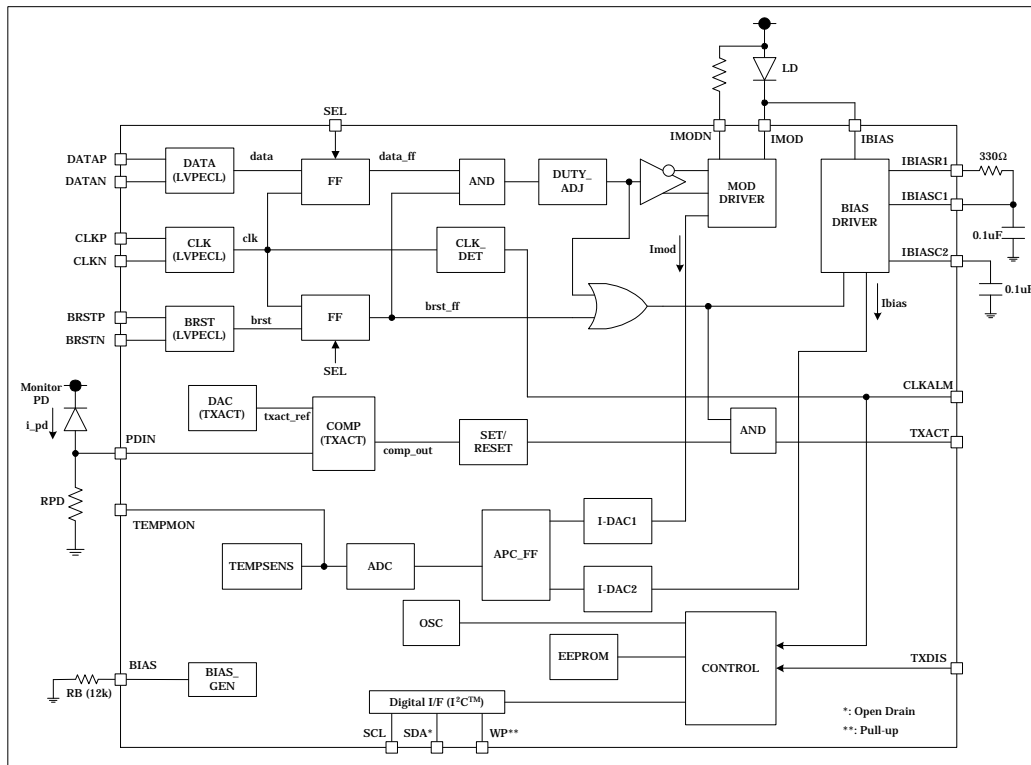 LD
SEL
IMODN
IMOD
IBIAS
DATAP
DATAN
DATA
(LVPECL)
data
FF
data_ff
AND
DUTY_
ADJ
MOD
DRIVER
BIAS
DRIVER
IBIASR1
330Ω
IBIASC1
0.1uF
IBIASC2
0.1uF
CLKP
CLKN
CLK
(LVPECL)
clk
CLK_
DET
Imod
Ibias
BRSTP
BRSTN
BRST
(LVPECL)
brst
FF
brst_ff
SEL
CLKALM
Monitor
PD
i_pd
DAC
(TXACT)
txact_ref
COMP
(TXACT)
comp_out
SET/
RESET
AND
TXACT
PDIN
RPD
TEMPMON
TEMPSENS
ADC
APC_FF
I-DAC1
I-DAC2
OSC
EEPROM
CONTROL
TXDIS
BIAS
RB (12k)
BIAS_
GEN
Digital I/F (I²C™)
SCL
SDA*
WP**
*: Open Drain
**: Pull-up